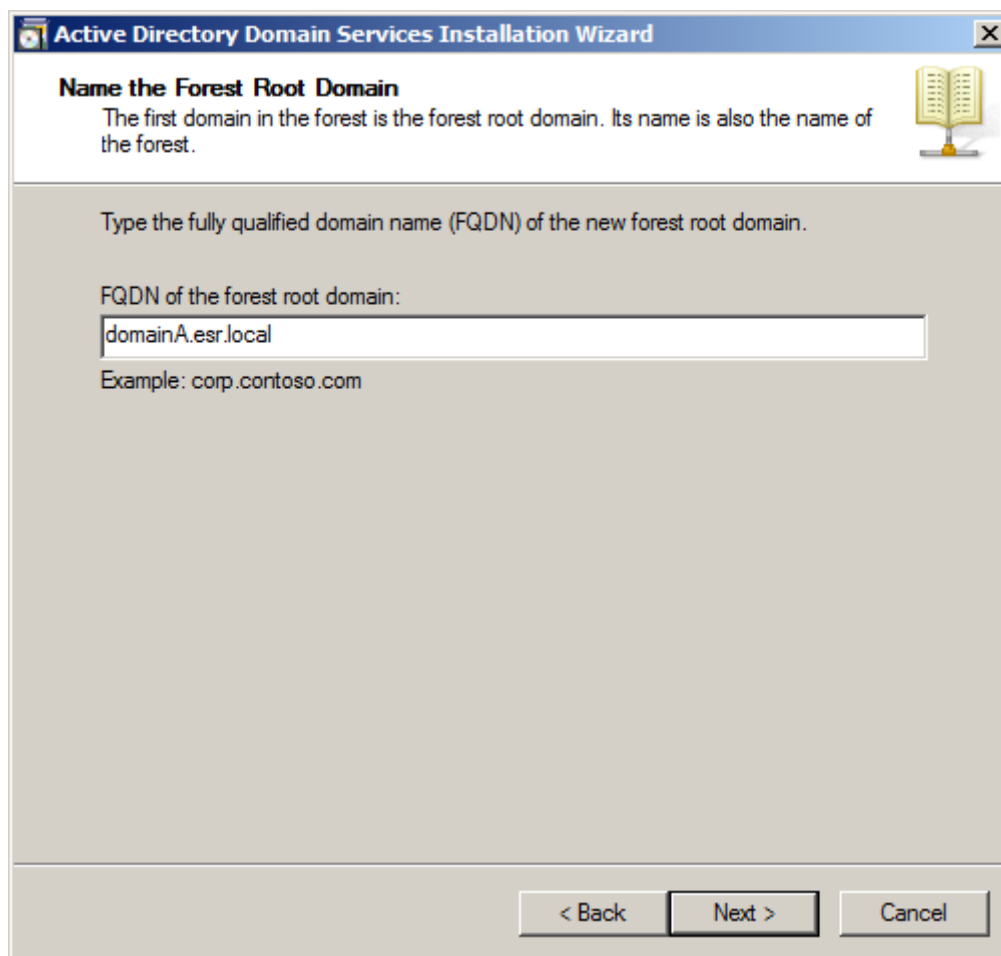 Active Directory Domain Services Installation Wizard
Name the Forest Root Domain
The first domain in the forest is the forest root domain. Its name is also the name of
the forest.
Type the fully qualified domain name (FQDN) of the new forest root domain.
FQDN of the forest root domain:
domainA.esr.local
Example: corp.contoso.com
< Back
Next >
Cancel